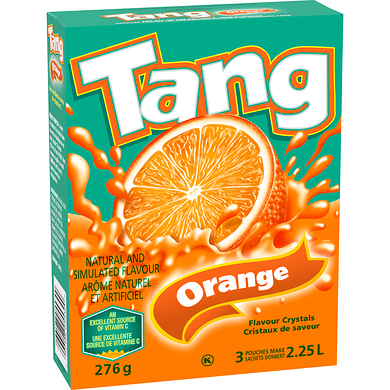 Tang
NATURAL AND
SIMULATED FLAVOUR
ARÔME NATUREL
ET ARTIFICIEL
Orange
AN
EXCELLENT SOURCE
OF VITAMIN C
UNE EXCELLENTE
SOURCE DE VITAMINE C
Flavour Crystals
Cristaux de saveur
276 g
K
3 POUCHES MAKE
SACHETS DONNENT 2.25 L